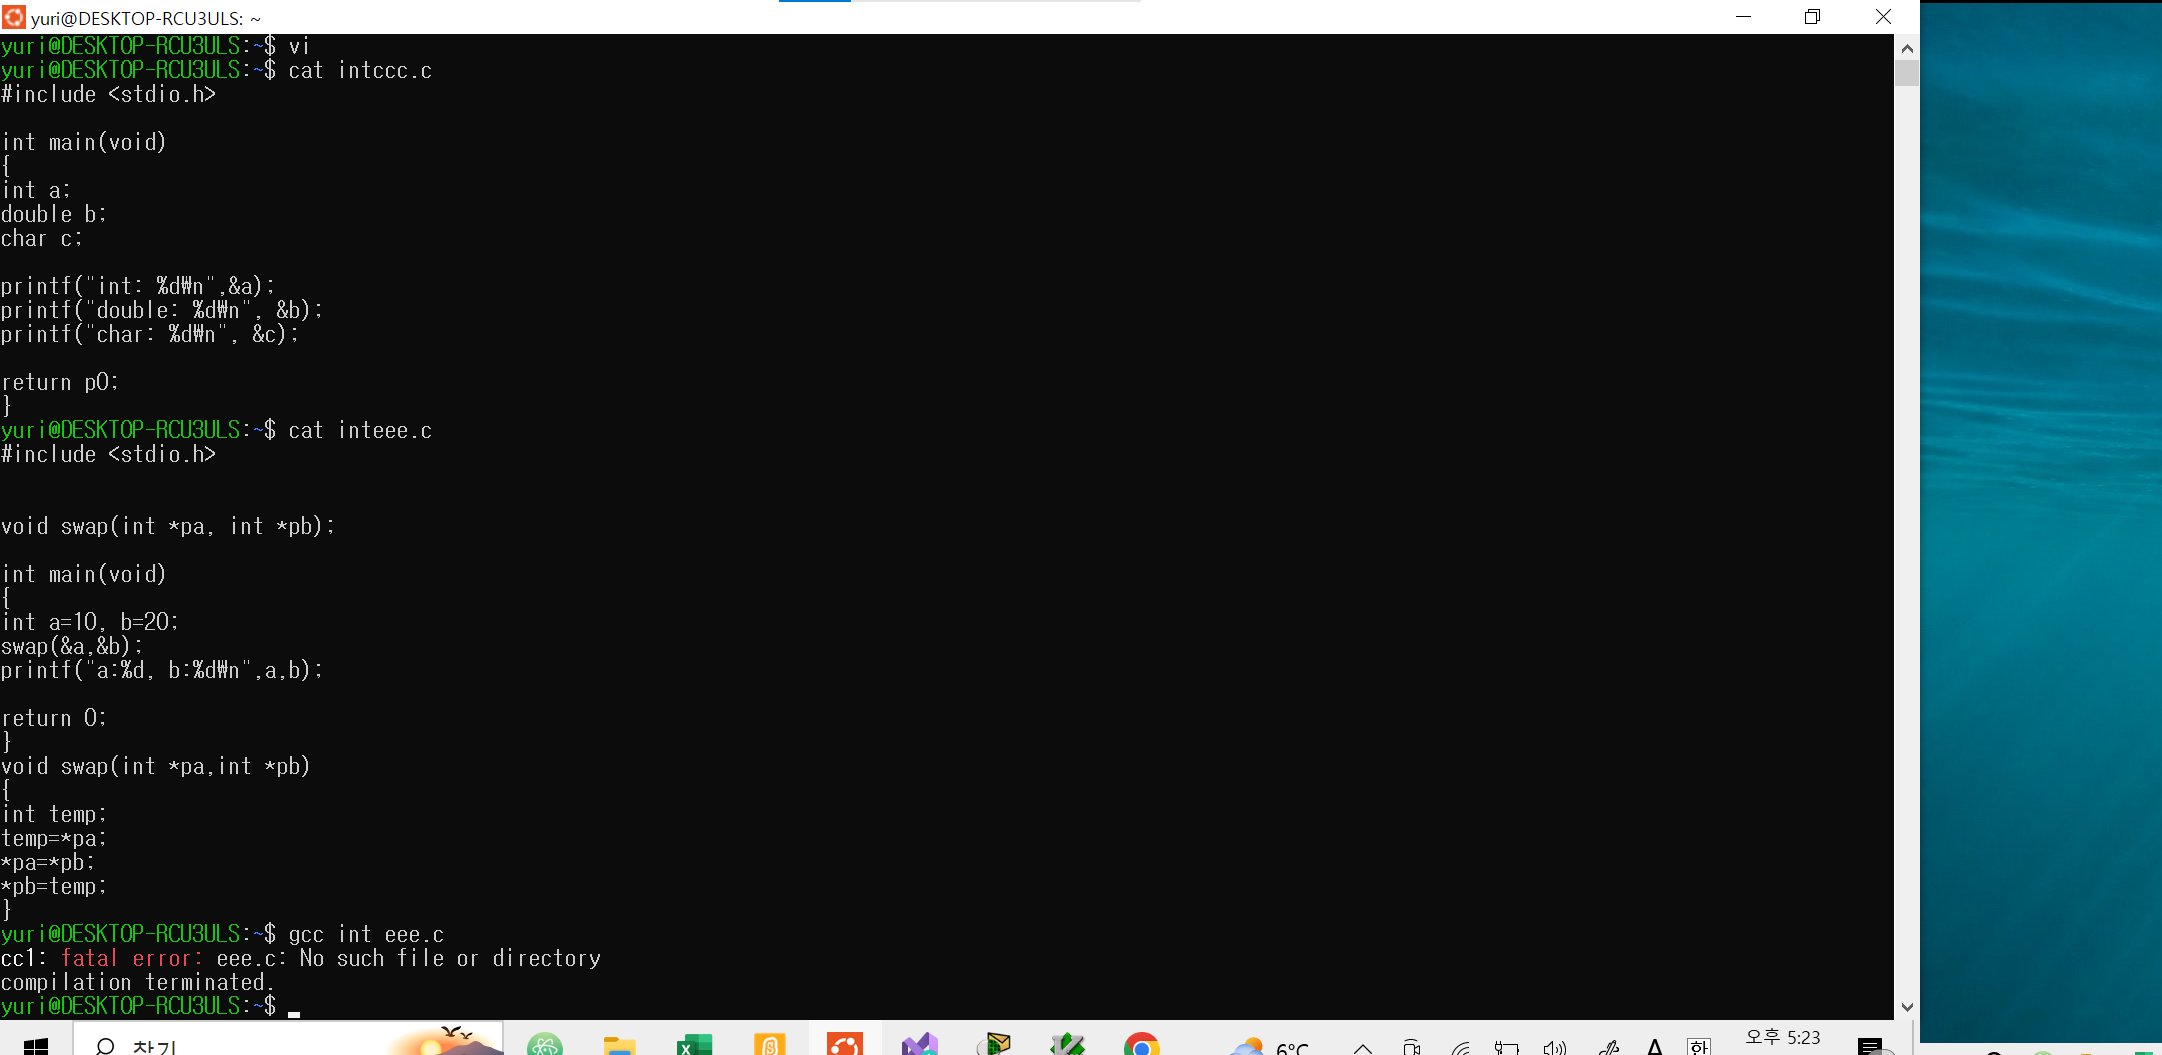 yuri@DESKTOP-RCU3ULS: ~
yuri@DESKTOP-RCU3ULS:~$ vi
yuri@DESKTOP-RCU3ULS:~$ cat intccc.c
#include <stdio.h>
int main(void)
{
int a;
double b;
char c;
printf("int: %d₩n",&a);
printf("double: %d₩n", &b);
printf("char: %d₩n", &c);
return p0;
}
yuri@DESKTOP-RCU3ULS:~$ cat inteee.c
#include <stdio.h>
void swap(int *pa, int *pb);
int main(void)
{
int a=10, b=20;
swap(&a,&b);
printf("a:%d, b:%d₩n",a,b);
return 0;
}
void swap(int *pa,int *pb)
{
int temp;
temp=*pa;
*pa=*pb;
*pb=temp;
}
yuri@DESKTOP-RCU3ULS:~$ gcc int eee.c
cc1: fatal error: eee.c: No such file or directory
compilation terminated.
yuri@DESKTOP-RCU3ULS:~$
찾기
6°C
A
한
오후 5:23